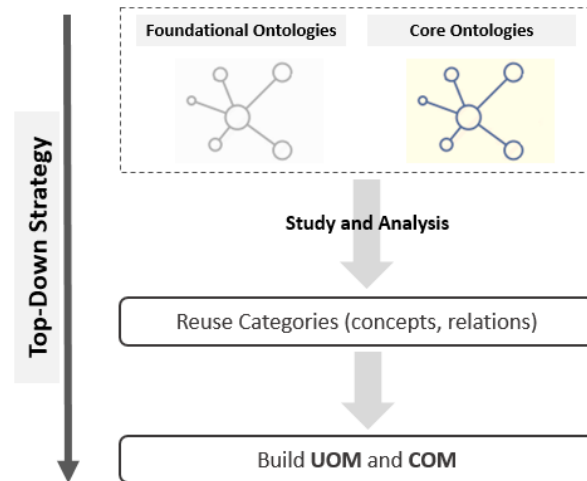 Foundational Ontologies
Core Ontologies
Top-Down Strategy
Study and Analysis
Reuse Categories (concepts, relations)
Build UOM and COM